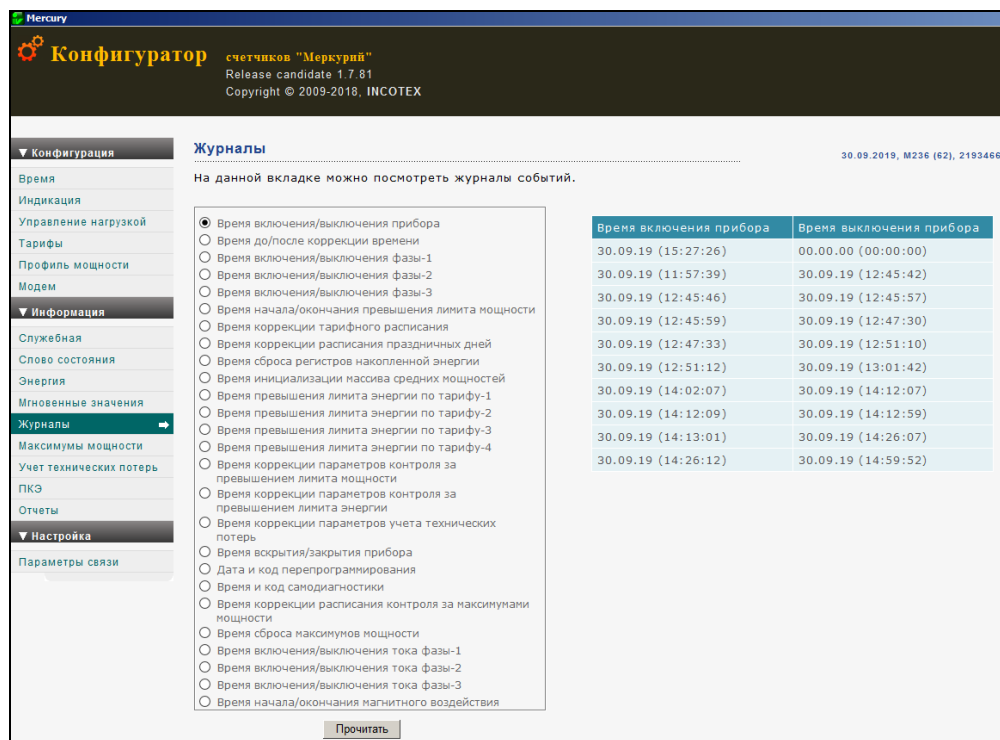 Mercury
Конфигуратор
счетчиков "Меркурий"
Release candidate 1.7.81
Copyright © 2009-2018, INCOTEX
▼ Конфигурация
Время
Индикация
Управление нагрузкой
Тарифы
Профиль мощности
Модем
▼ Информация
Служебная
Слово состояния
Энергия
Мгновенные значения
Журналы
Максимумы мощности
Учет технических потерь
ПКЭ
Отчеты
▼ Настройка
Параметры связи
Журналы
30.09.2019, М236 (62), 2193466
На данной вкладке можно посмотреть журналы событий.
Время включения/выключения прибора
Время до/после коррекции времени
Время включения/выключения фазы-1
Время включения/выключения фазы-2
Время включения/выключения фазы-3
Время начала/окончания превышения лимита мощности
Время коррекции тарифного расписания
Время коррекции расписания праздничных дней
Время сброса регистров накопленной энергии
Время инициализации массива средних мощностей
Время превышения лимита энергии по тарифу-1
Время превышения лимита энергии по тарифу-2
Время превышения лимита энергии по тарифу-3
Время превышения лимита энергии по тарифу-4
Время коррекции параметров контроля за
превышением лимита мощности
Время коррекции параметров контроля за
превышением лимита энергии
Время коррекции параметров учета технических
потерь
Время вскрытия/закрытия прибора
Дата и код перепрограммирования
Время и код самодиагностики
Время коррекции расписания контроля за максимумами
мощности
Время сброса максимумов мощности
Время включения/выключения тока фазы-1
Время включения/выключения тока фазы-2
Время включения/выключения тока фазы-3
Время начала/окончания магнитного воздействия
Прочитать
Время включения прибора Время выключения прибора
30.09.19 (15:27:26) 00.00.00 (00:00:00)
30.09.19 (11:57:39) 30.09.19 (12:45:42)
30.09.19 (12:45:46) 30.09.19 (12:45:57)
30.09.19 (12:45:59) 30.09.19 (12:47:30)
30.09.19 (12:47:33) 30.09.19 (12:51:10)
30.09.19 (12:51:12) 30.09.19 (13:01:42)
30.09.19 (14:02:07) 30.09.19 (14:12:07)
30.09.19 (14:12:09) 30.09.19 (14:12:59)
30.09.19 (14:13:01) 30.09.19 (14:26:07)
30.09.19 (14:26:12) 30.09.19 (14:59:52)